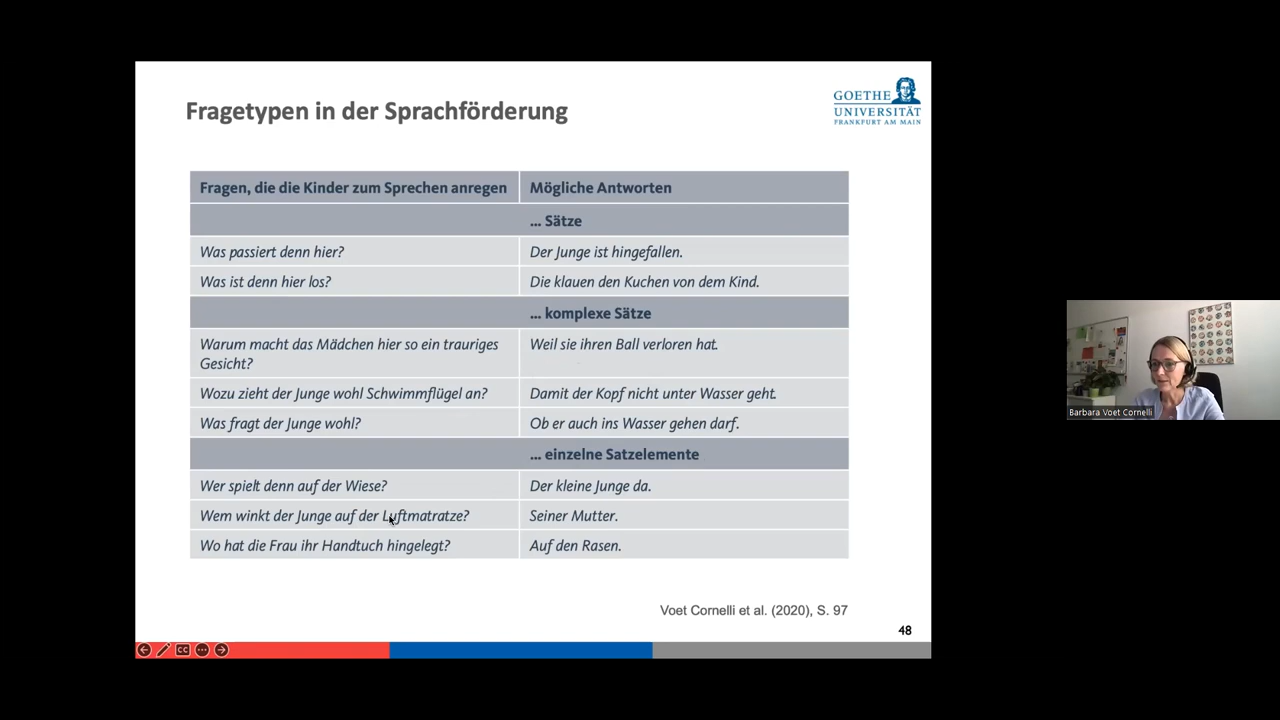 Fragetypen in der Sprachförderung
GOETHE
UNIVERSITÄT
FRANKFURT AM MAIN
Fragen, die die Kinder zum Sprechen anregen
Mögliche Antworten
... Sätze
Was passiert denn hier?
Der Junge ist hingefallen.
Was ist denn hier los?
Die klauen den Kuchen von dem Kind.
... komplexe Sätze
Warum macht das Mädchen hier so ein trauriges
Gesicht?
Weil sie ihren Ball verloren hat.
Wozu zieht der Junge wohl Schwimmflügel an?
Damit der Kopf nicht unter Wasser geht.
Was fragt der Junge wohl?
Ob er auch ins Wasser gehen darf.
... einzelne Satzelemente
Wer spielt denn auf der Wiese?
Der kleine Junge da.
Wem winkt der Junge auf der Luftmatratze?
Seiner Mutter.
Wo hat die Frau ihr Handtuch hingelegt?
Auf den Rasen.
Voet Cornelli et al. (2020), S. 97
48
CC
Barbara Voet Cornelli